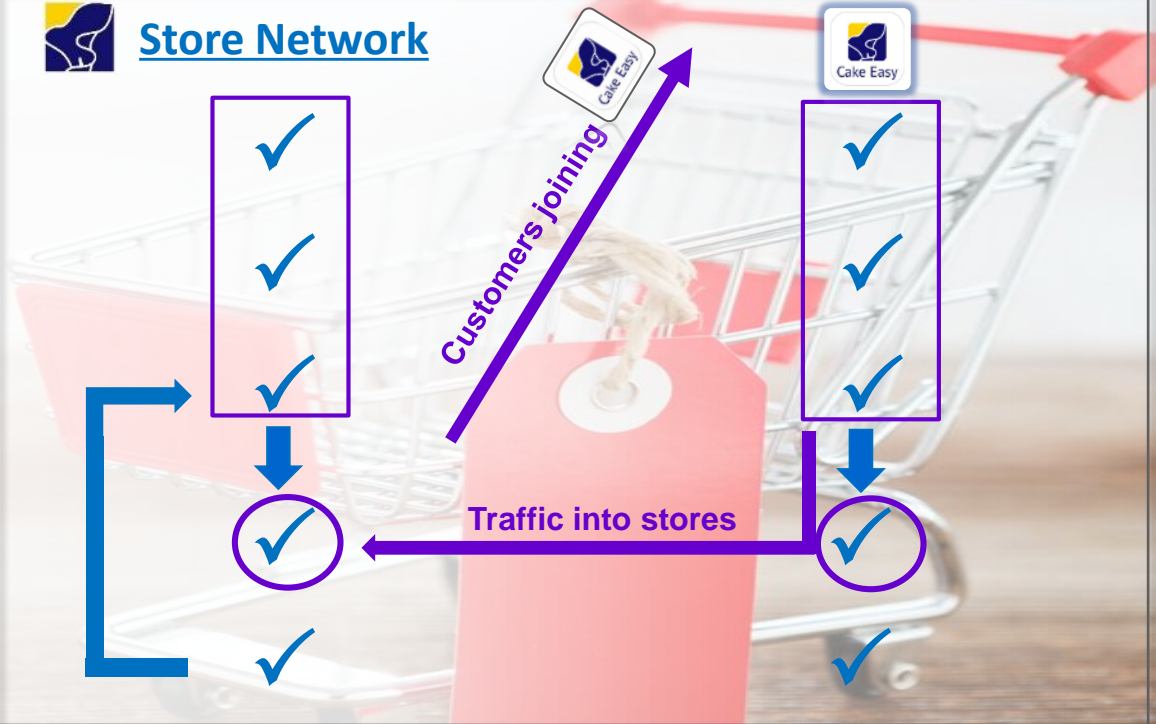 Store Network
Cake Easy
Cake Easy
Customers joining
Traffic into stores